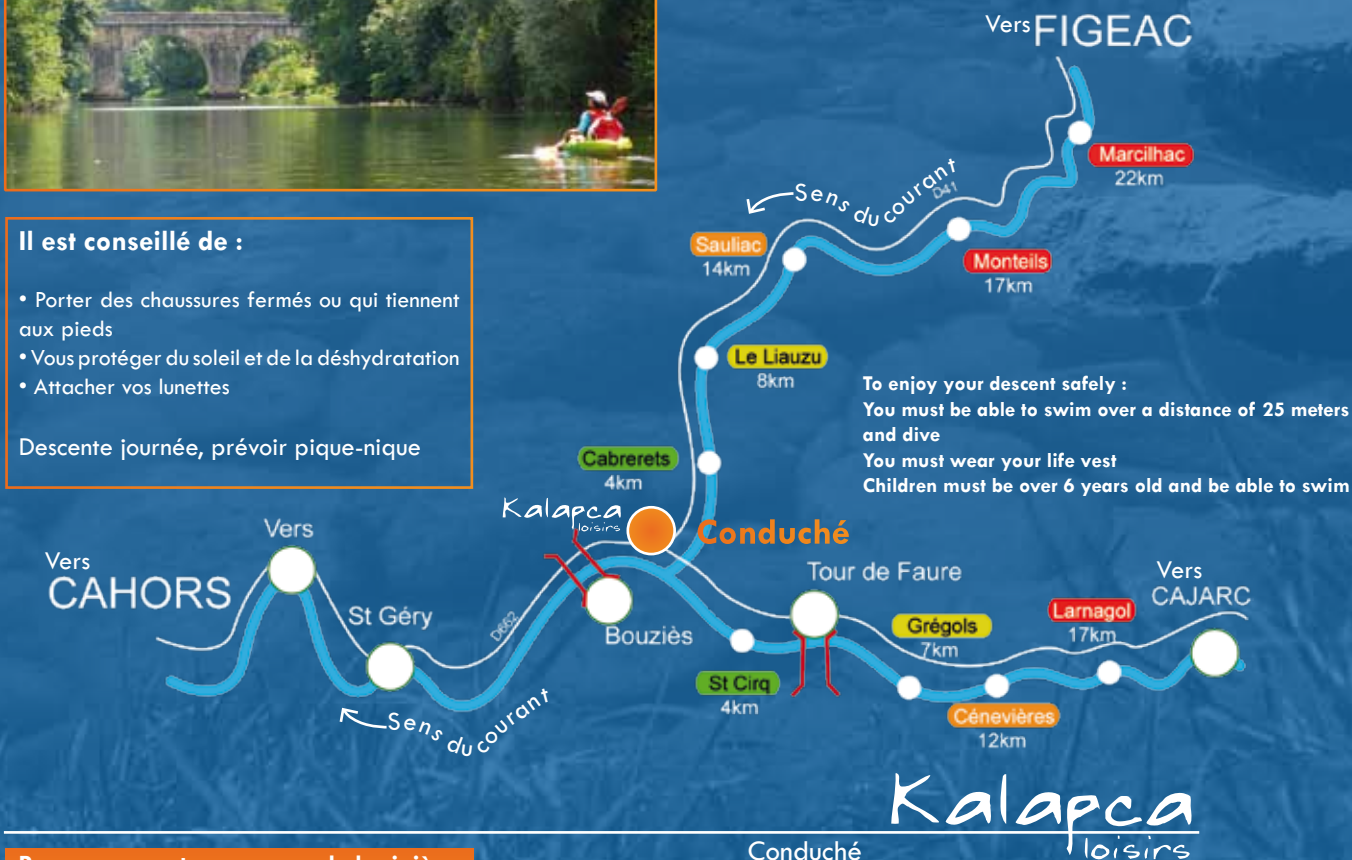 Vers FIGEAC
Marcilhac
22km
Sens du courant
D41
Sauliac
14km
Monteils
17km
Il est conseillé de :
• Porter des chaussures fermés ou qui tiennent
aux pieds
• Vous protéger du soleil et de la déshydratation
• Attacher vos lunettes
Descente journée, prévoir pique-nique
Le Liauzu
8km
To enjoy your descent safely :
You must be able to swim over a distance of 25 meters
and dive
You must wear your life vest
Children must be over 6 years old and be able to swim
Cabrerets
4km
Kalapca
loisirs
Conduché
Vers
Vers
CAHORS
St Géry
D662
Bouziès
Tour de Faure
Grégols
7km
Larnagol
17km
Vers
CAJARC
St Cirq
4km
Cénevières
12km
Sens du courant
Kalapca
loisirs
Conduché